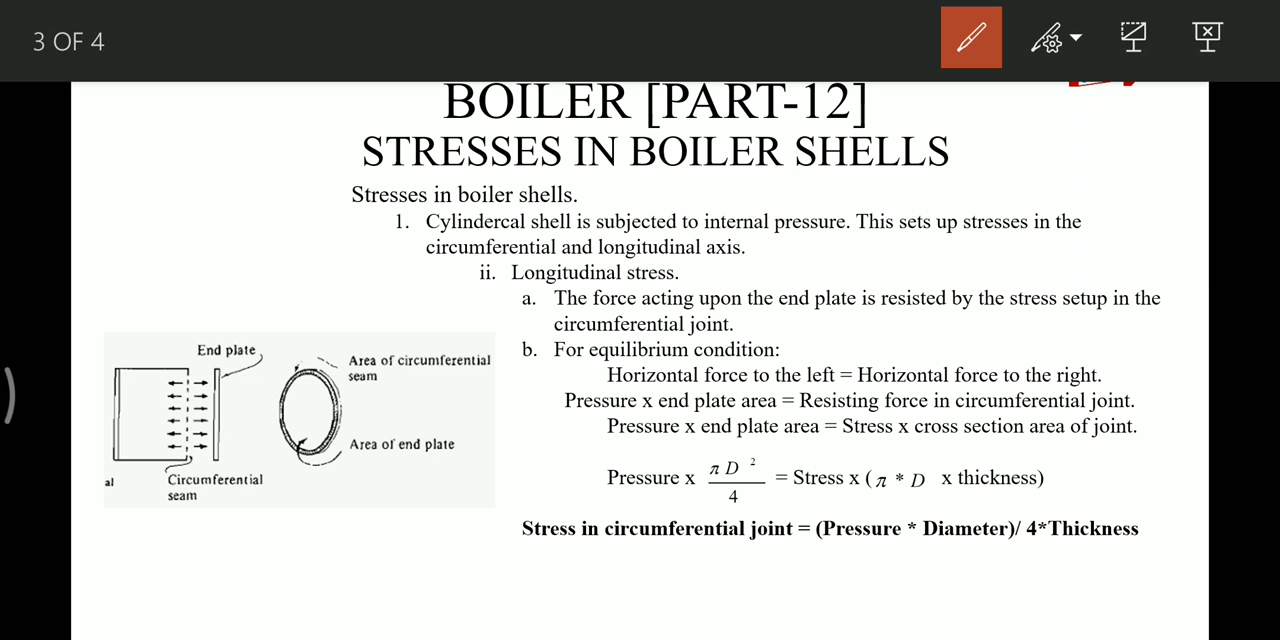 3 OF 4
BOILER [PART-12]
STRESSES IN BOILER SHELLS
Stresses in boiler shells.
1. Cylindercal shell is subjected to internal pressure. This sets up stresses in the
circumferential and longitudinal axis.
ii. Longitudinal stress.
a. The force acting upon the end plate is resisted by the stress setup in the
circumferential joint.
b. For equilibrium condition:
Horizontal force to the left = Horizontal force to the right.
Pressure x end plate area = Resisting force in circumferential joint.
Pressure x end plate area = Stress x cross section area of joint.
Pressure x π D ² / 4 = Stress x ( π * D x thickness)
Stress in circumferential joint = (Pressure * Diameter)/ 4*Thickness
End plate
Area of circumferential
seam
Area of end plate
al
Circumferential
seam